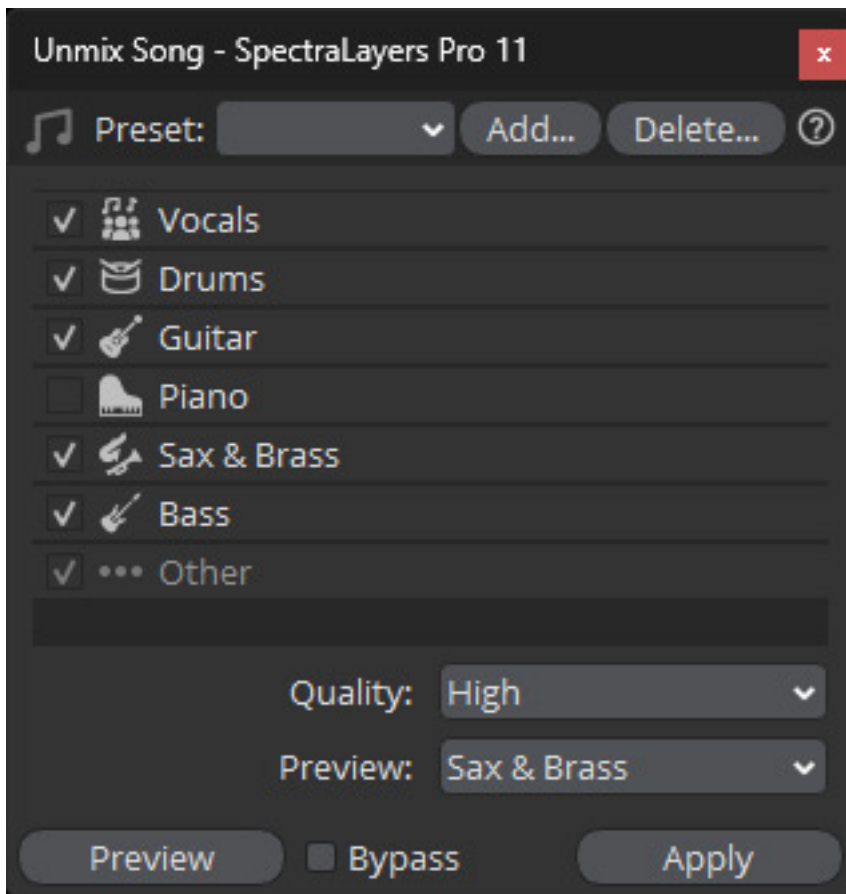 Unmix Song - SpectraLayers Pro 11 x
Preset: Add... Delete... ?
Vocals
Drums
Guitar
Piano
Sax & Brass
Bass
Other
Quality: High
Preview: Sax & Brass
Preview Bypass Apply